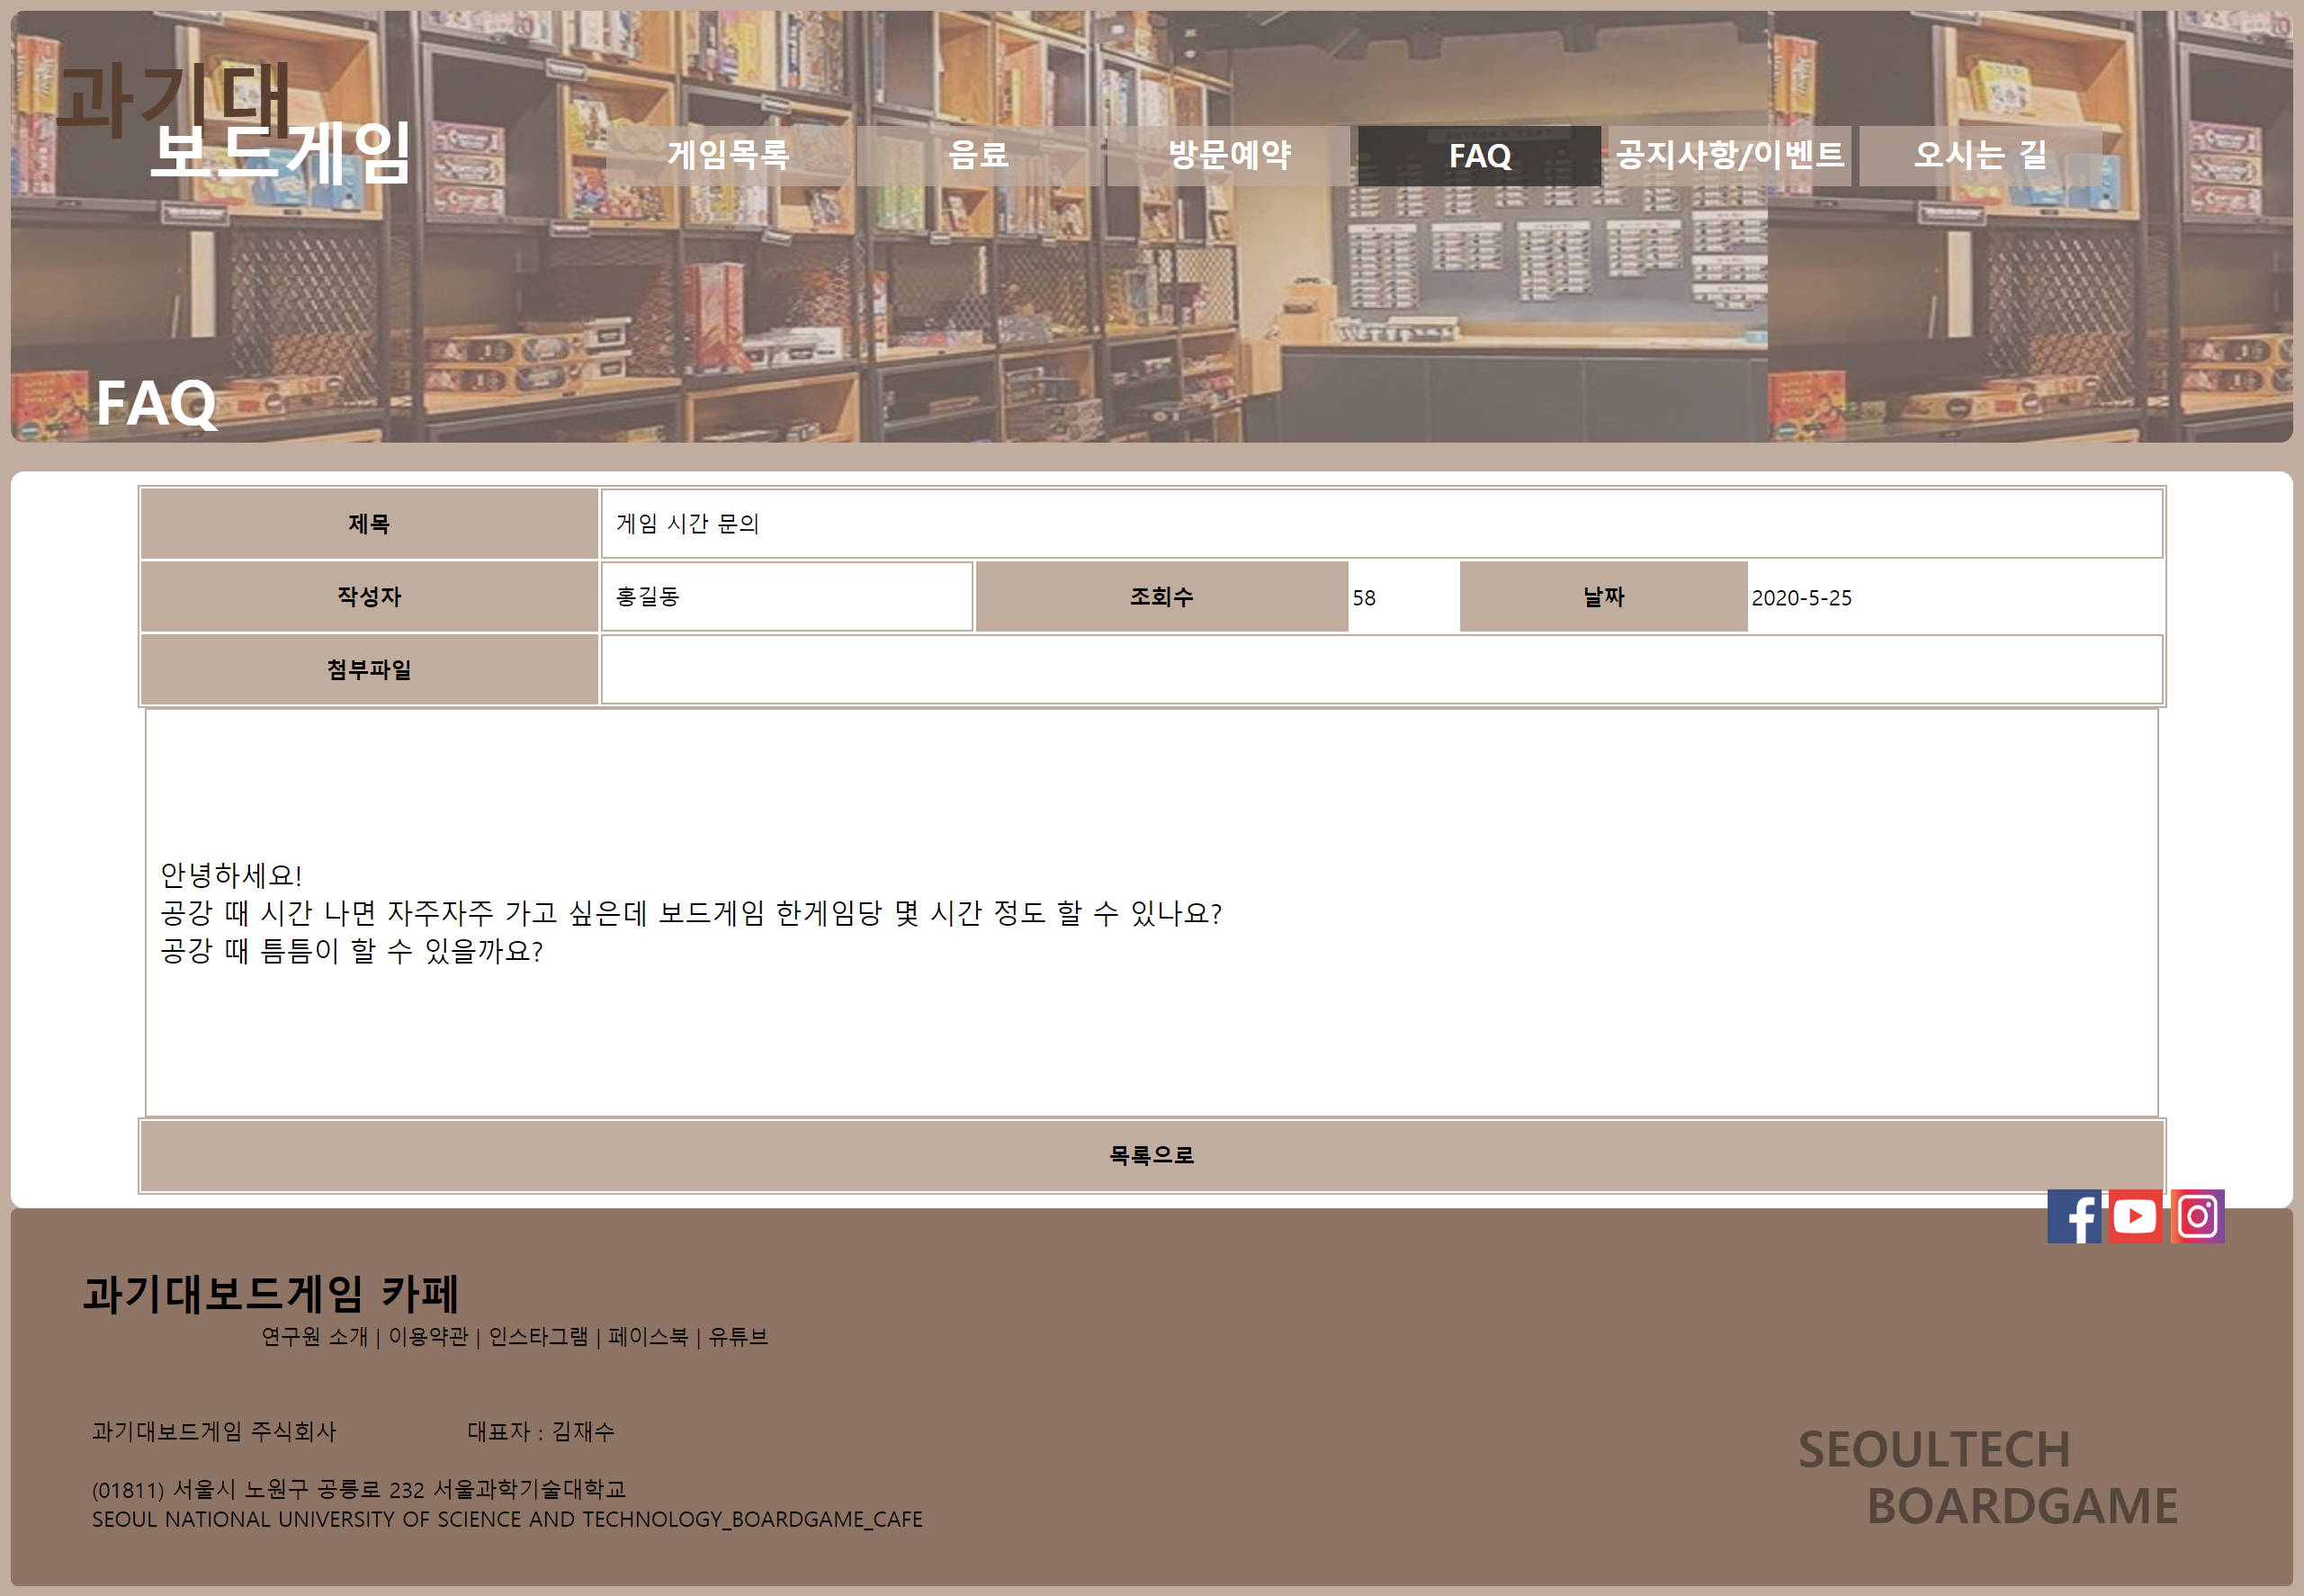 과기대
보드게임
게임목록 음료 방문예약 FAQ 공지사항/이벤트 오시는 길
FAQ
제목 게임 시간 문의
작성자 홍길동 조회수 58 날짜 2020-5-25
첨부파일
안녕하세요!
공강 때 시간 나면 자주자주 가고 싶은데 보드게임 한게임당 몇 시간 정도 할 수 있나요?
공강 때 틈틈이 할 수 있을까요?
목록으로
과기대보드게임 카페
연구원 소개 | 이용약관 | 인스타그램 | 페이스북 | 유튜브
과기대보드게임 주식회사 대표자 : 김재수
(01811) 서울시 노원구 공릉로 232 서울과학기술대학교
SEOUL NATIONAL UNIVERSITY OF SCIENCE AND TECHNOLOGY_BOARDGAME_CAFE
SEOULTECH
BOARDGAME